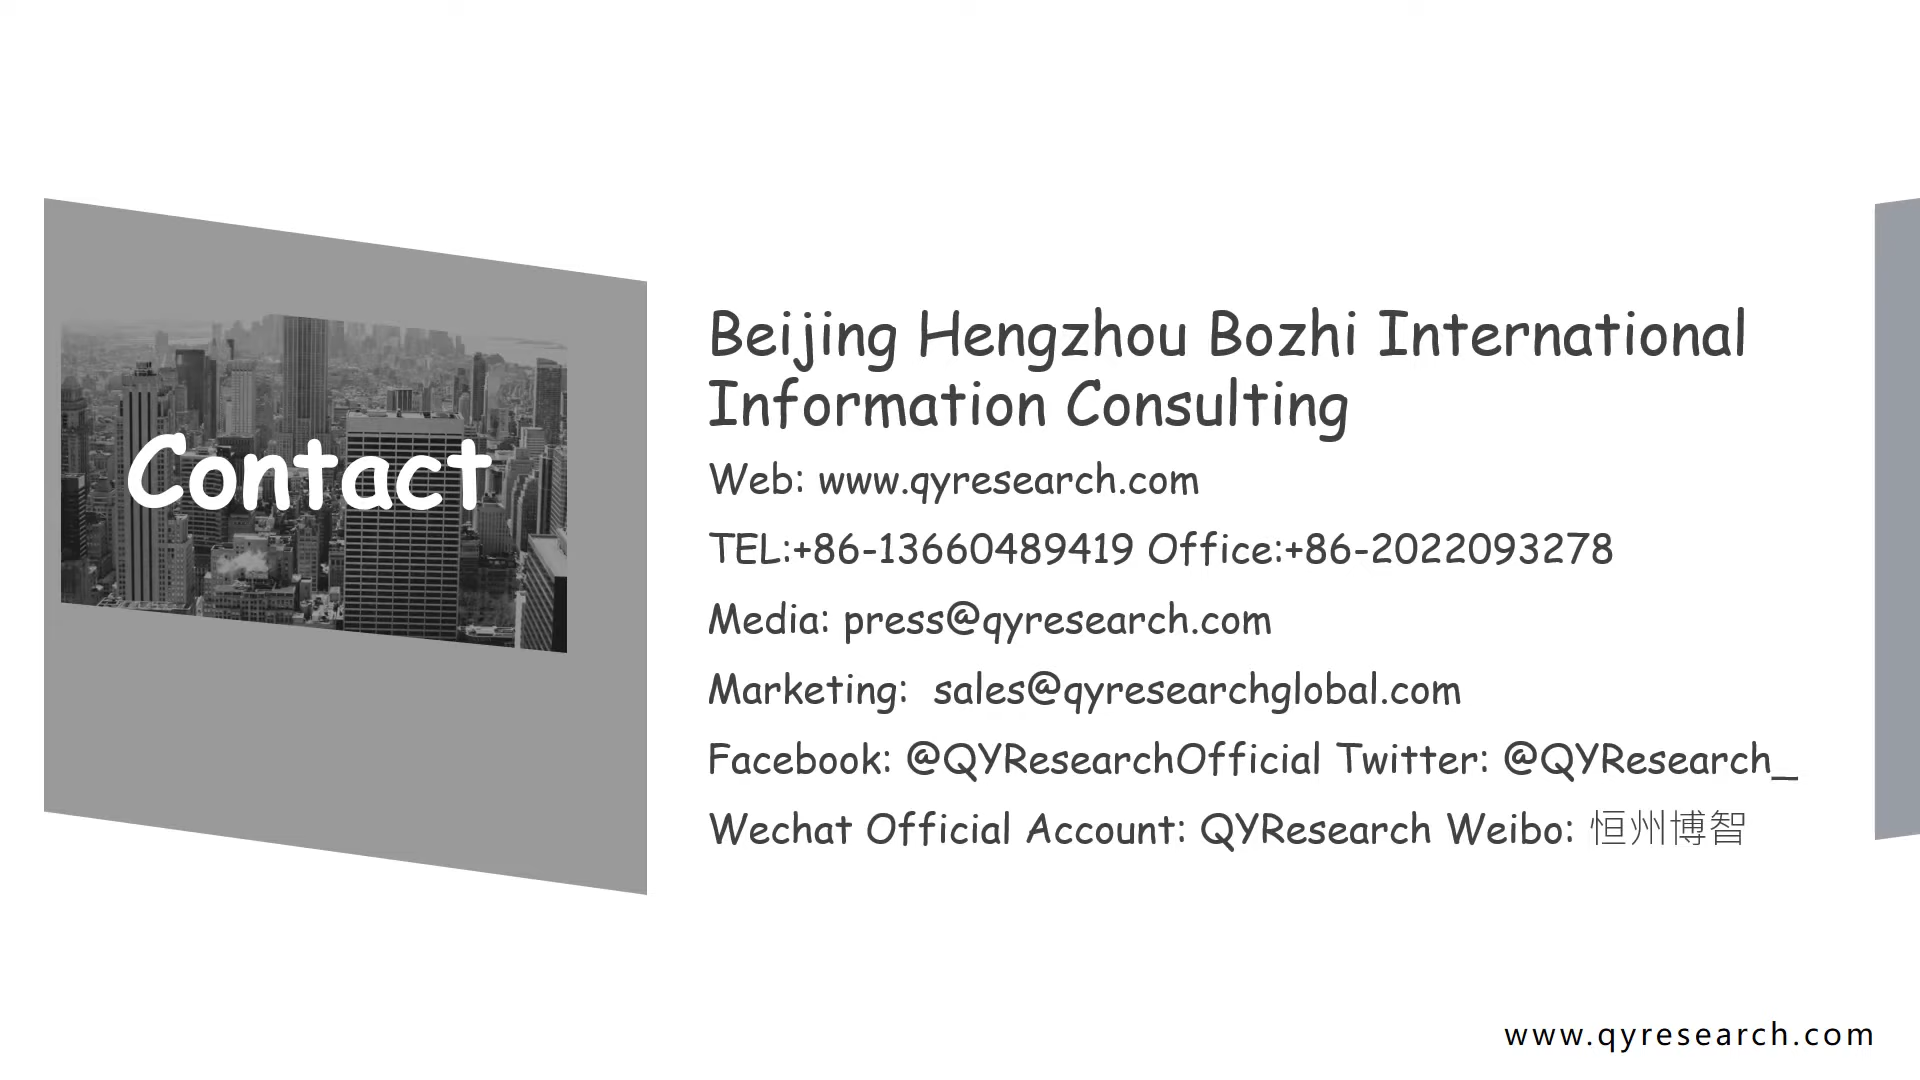 Contact
Beijing Hengzhou Bozhi International
Information Consulting
Web: www.qyresearch.com
TEL:+86-13660489419 Office:+86-2022093278
Media: press@qyresearch.com
Marketing:  sales@qyresearchglobal.com
Facebook: @QYResearchOfficial Twitter: @QYResearch_
Wechat Official Account: QYResearch Weibo: 恒州博智
www.qyresearch.com